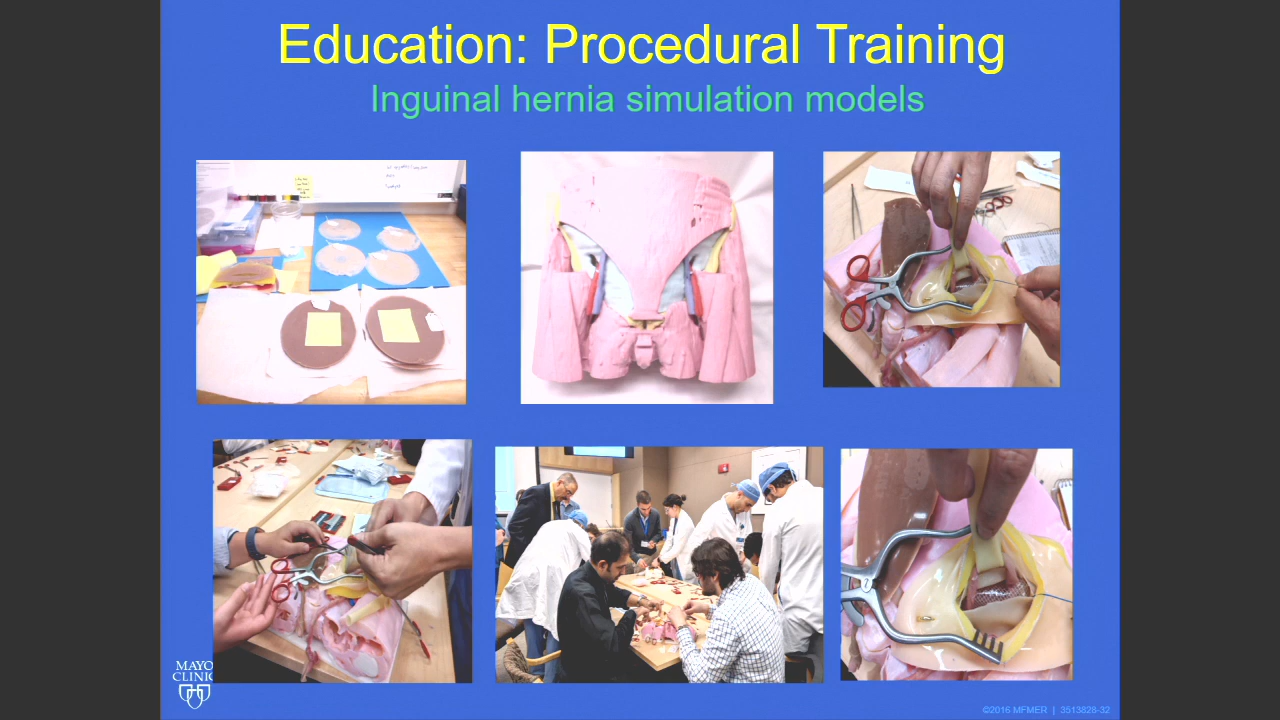 Education: Procedural Training
Inguinal hernia simulation models
MAYO
CLINIC
©2016 MFMER | 3513828-32